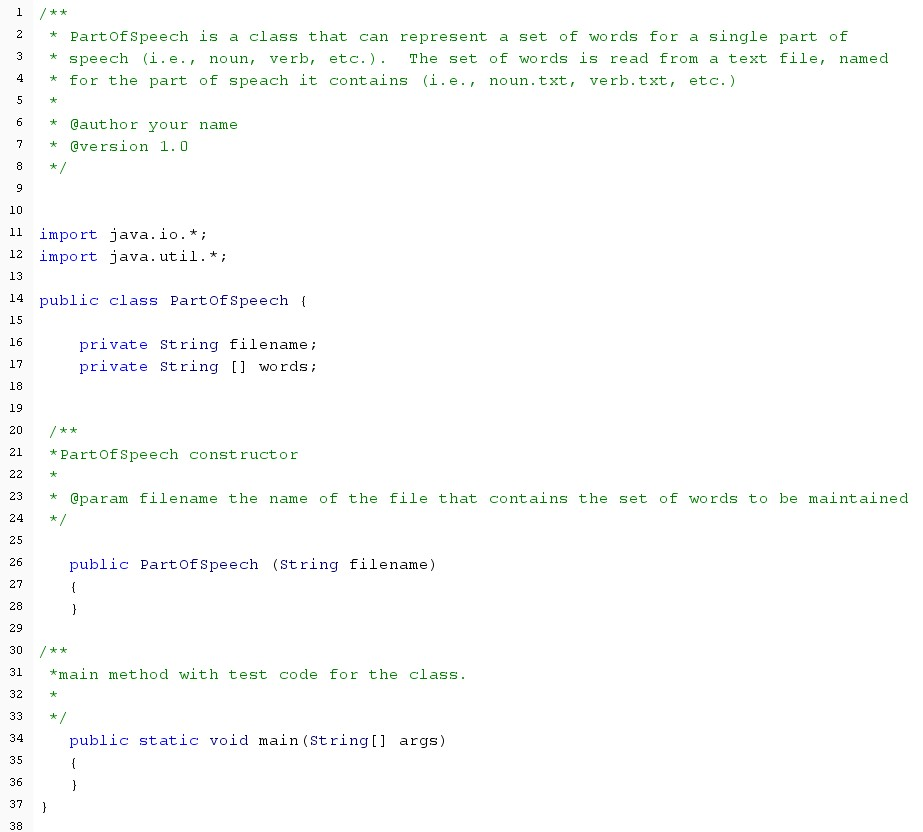 1 /**
2  * PartOfSpeech is a class that can represent a set of words for a single part of
3  * speech (i.e., noun, verb, etc.).  The set of words is read from a text file, named
4  * for the part of speach it contains (i.e., noun.txt, verb.txt, etc.)
5  *
6  * @author your name
7  * @version 1.0
8  */
9
10
11 import java.io.*;
12 import java.util.*;
13
14 public class PartOfSpeech {
15
16     private String filename;
17     private String [] words;
18
19
20  /**
21  *PartOfSpeech constructor
22  *
23  * @param filename the name of the file that contains the set of words to be maintained
24  */
25
26    public PartOfSpeech (String filename)
27    {
28    }
29
30 /**
31  *main method with test code for the class.
32  *
33  */
34    public static void main(String[] args)
35    {
36    }
37 }
38